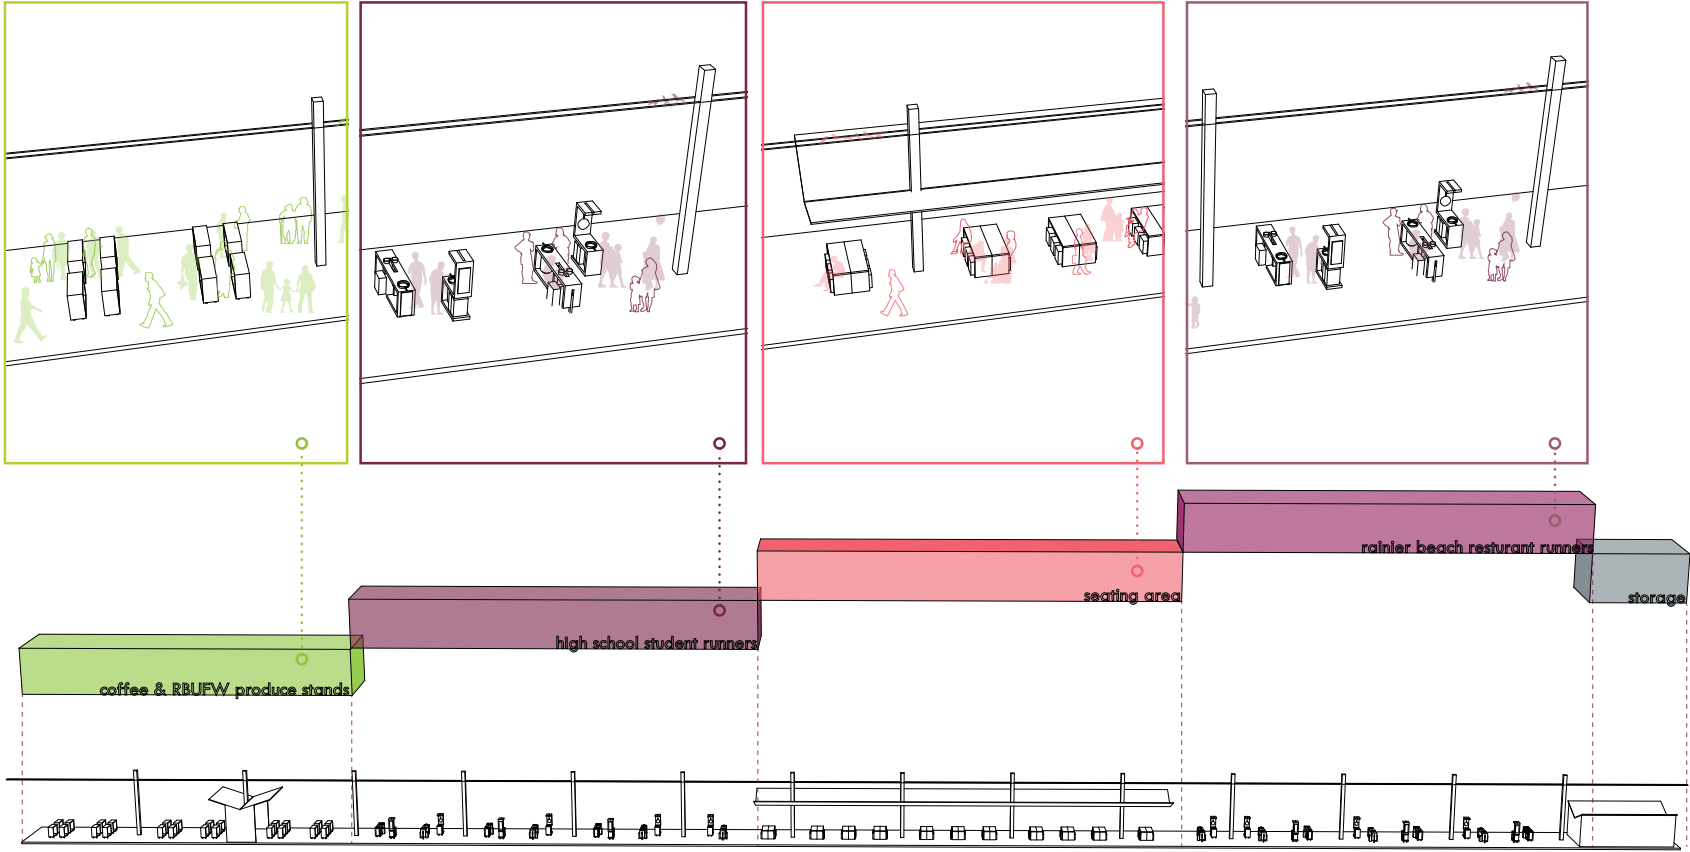 rainier beach resturant runners
seating area
storage
high school student runners
coffee & RBUFW produce stands